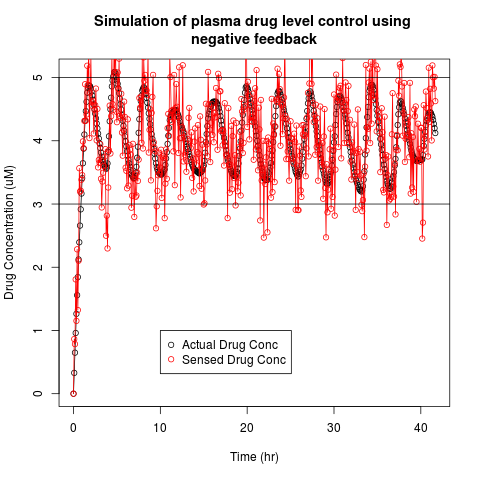 Simulation of plasma drug level control using
negative feedback
Drug Concentration (uM)
5
4
3
2
1
0
Actual Drug Conc
Sensed Drug Conc
0 10 20 30 40
Time (hr)